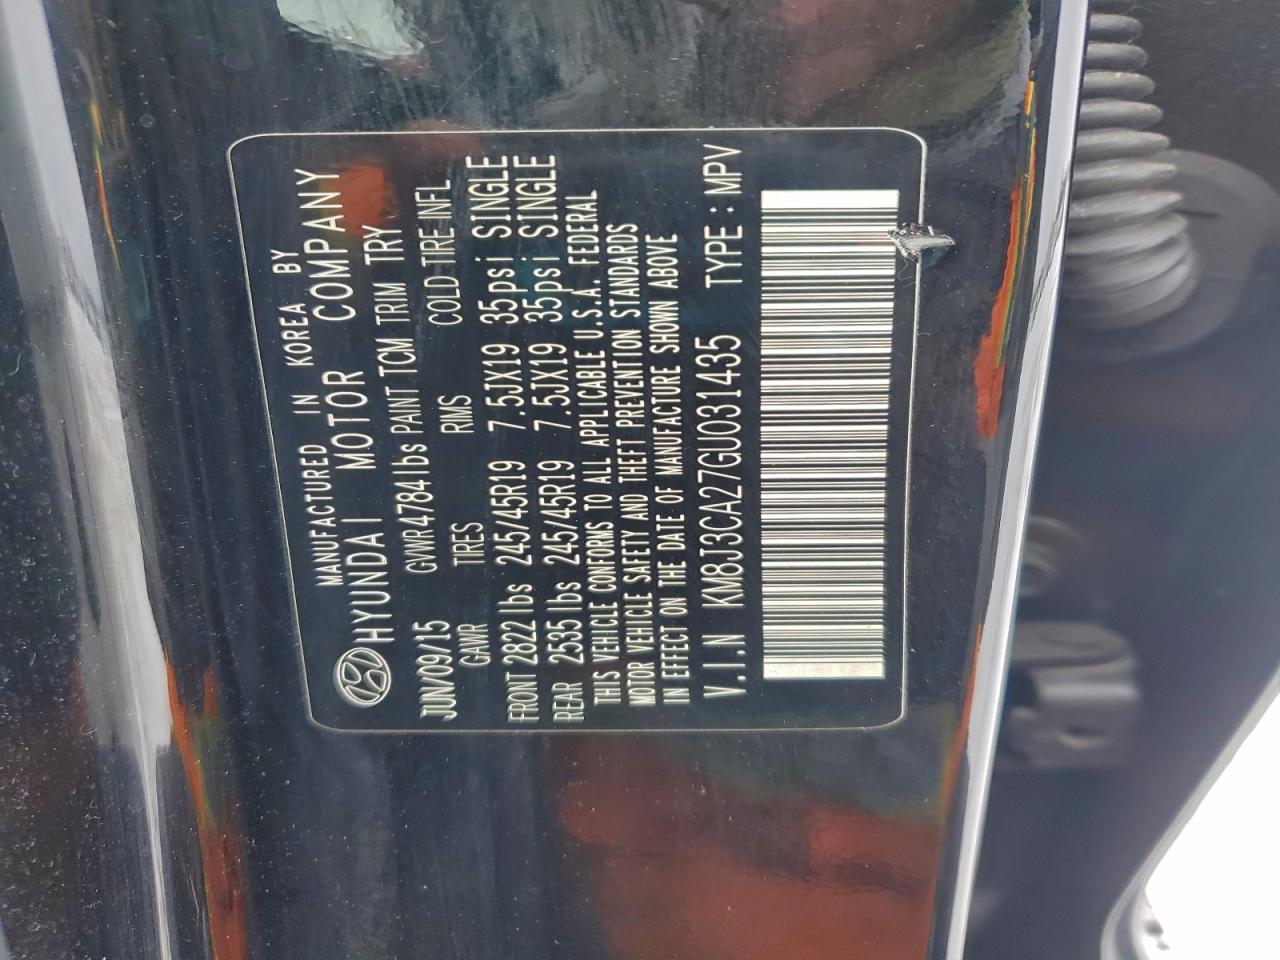 MANUFACTURED IN KOREA BY
HYUNDAI MOTOR COMPANY
GVWR 4784 lbs PAINT TCM TRIM TRY
JUN/09/15
GAWR TIRES RIMS COLD TIRE INFL
FRONT 2822 lbs 245/45R19 7.5JX19 35psi SINGLE
REAR 2535 lbs 245/45R19 7.5JX19 35psi SINGLE
THIS VEHICLE CONFORMS TO ALL APPLICABLE U.S.A. FEDERAL
MOTOR VEHICLE SAFETY AND THEFT PREVENTION STANDARDS
IN EFFECT ON THE DATE OF MANUFACTURE SHOWN ABOVE
V.I.N KM8J3CA27GU031435 TYPE : MPV